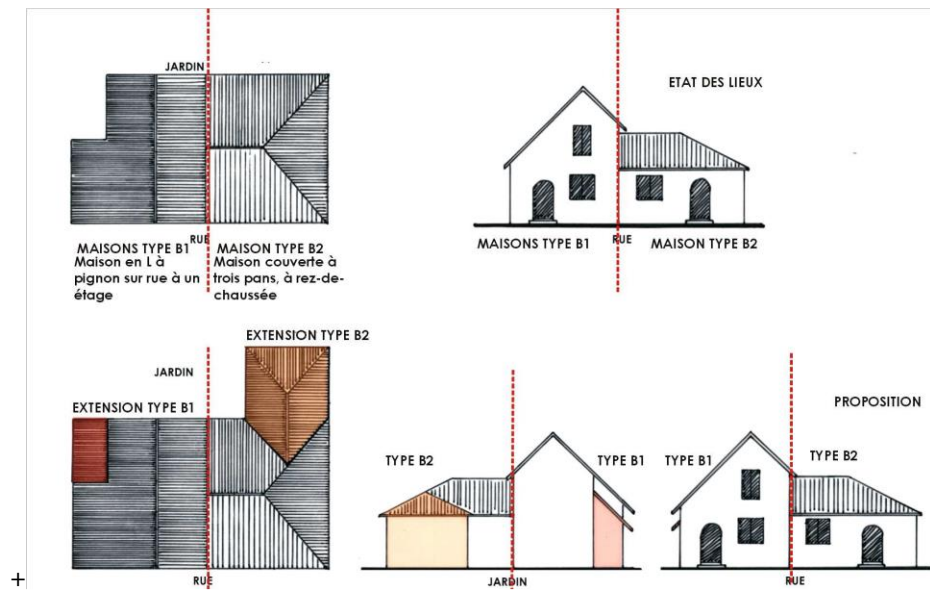 JARDIN
ETAT DES LIEUX
RUE
MAISONS TYPE B1
Maison en L à
pignon sur rue à un
étage
MAISON TYPE B2
Maison couverte à
trois pans, à rez-de-
chaussée
MAISONS TYPE B1
RUE
MAISON TYPE B2
EXTENSION TYPE B2
JARDIN
EXTENSION TYPE B1
PROPOSITION
TYPE B2
TYPE B1
TYPE B1
TYPE B2
RUE
JARDIN
RUE
+